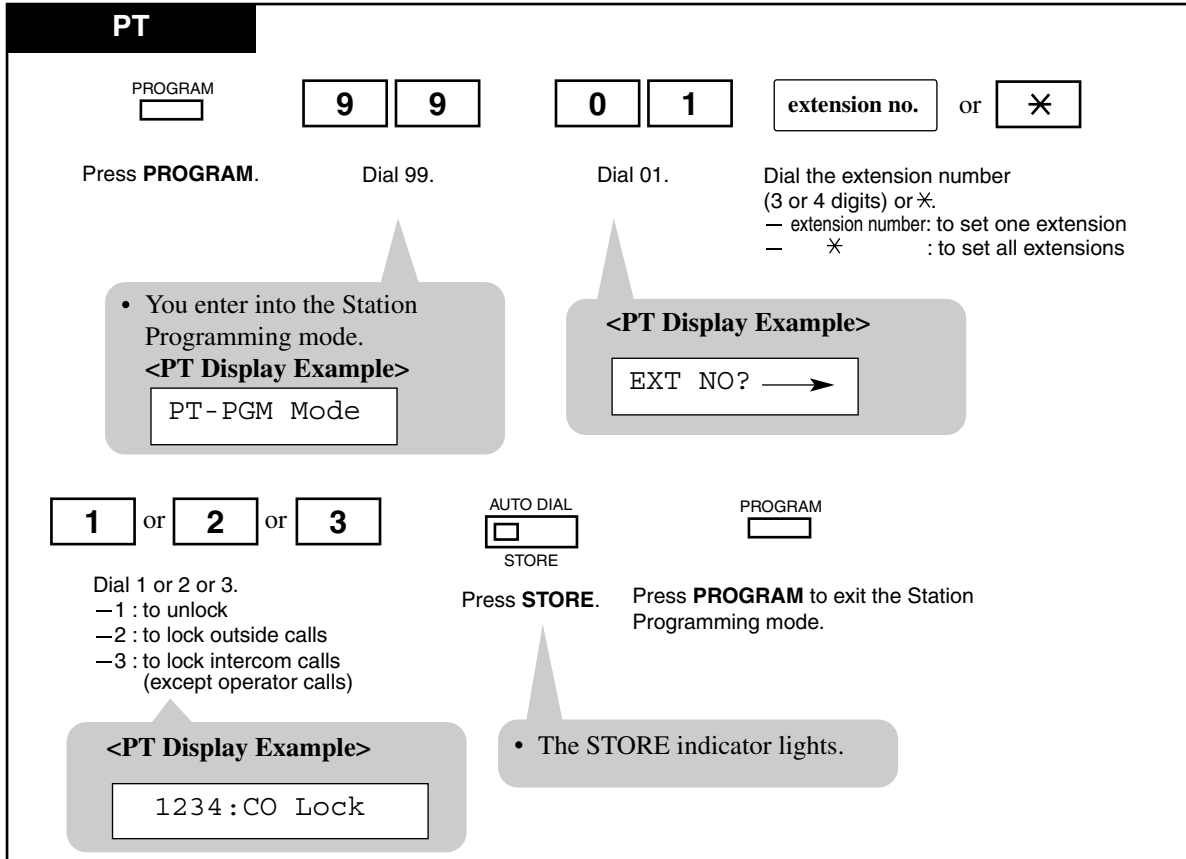 PT
PROGRAM
9 9
0 1
extension no. or ✕
Press PROGRAM.
Dial 99.
Dial 01.
Dial the extension number
(3 or 4 digits) or ✕.
— extension number: to set one extension
— ✕ : to set all extensions
• You enter into the Station
Programming mode.
<PT Display Example>
PT-PGM Mode
<PT Display Example>
EXT NO?
1 or 2 or 3
AUTO DIAL
STORE
PROGRAM
Dial 1 or 2 or 3.
—1 : to unlock
—2 : to lock outside calls
—3 : to lock intercom calls
(except operator calls)
Press STORE.
Press PROGRAM to exit the Station
Programming mode.
<PT Display Example>
1234:CO Lock
• The STORE indicator lights.